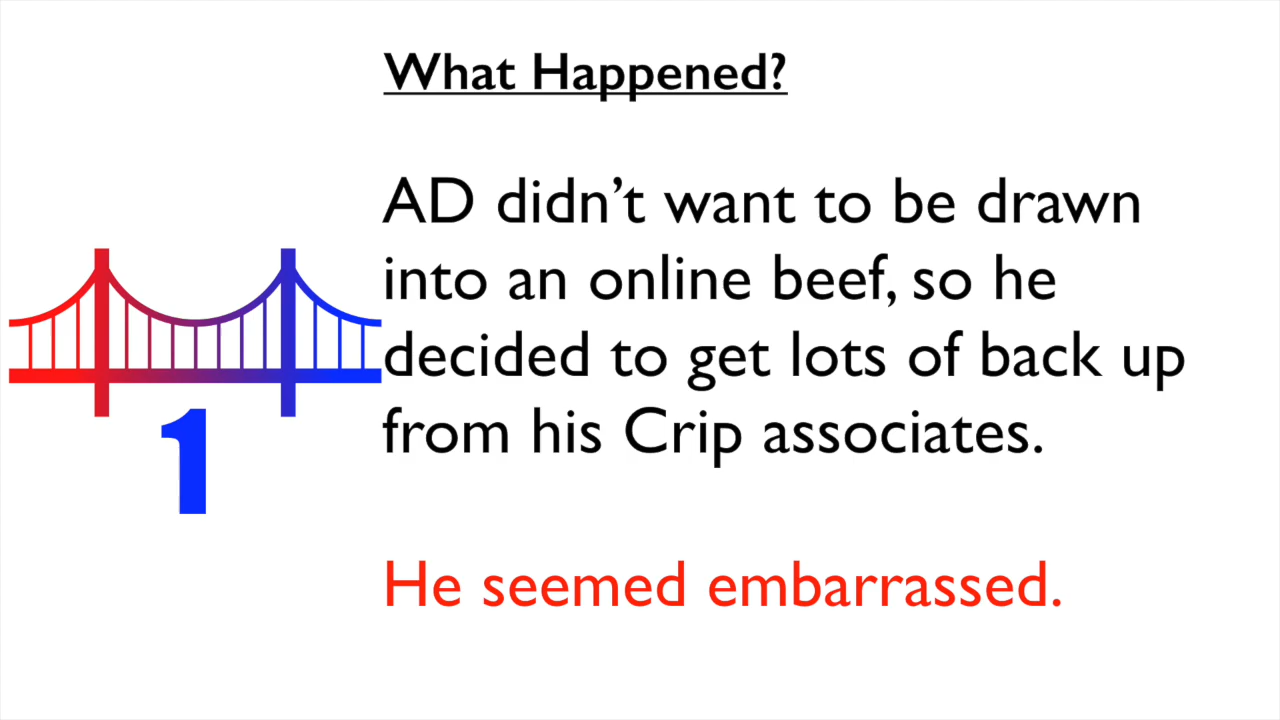 What Happened?
AD didn’t want to be drawn
into an online beef, so he
decided to get lots of back up
from his Crip associates.
1
He seemed embarrassed.